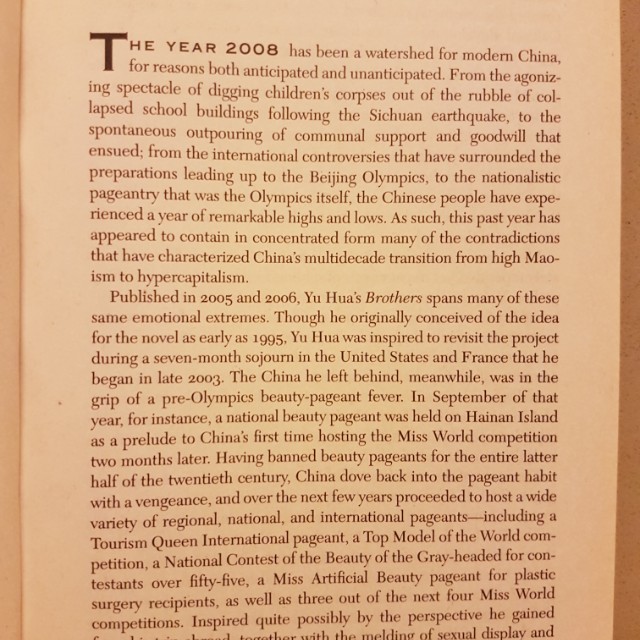 THE YEAR 2008 has been a watershed for modern China,
for reasons both anticipated and unanticipated. From the agoniz-
ing spectacle of digging children's corpses out of the rubble of col-
lapsed school buildings following the Sichuan earthquake, to the
spontaneous outpouring of communal support and goodwill that
ensued; from the international controversies that have surrounded the
preparations leading up to the Beijing Olympics, to the nationalistic
pageantry that was the Olympics itself, the Chinese people have expe-
rienced a year of remarkable highs and lows. As such, this past year has
appeared to contain in concentrated form many of the contradictions
that have characterized China's multidecade transition from high Mao-
ism to hypercapitalism.
Published in 2005 and 2006, Yu Hua's Brothers spans many of these
same emotional extremes. Though he originally conceived of the idea
for the novel as early as 1995, Yu Hua was inspired to revisit the project
during a seven-month sojourn in the United States and France that he
began in late 2003. The China he left behind, meanwhile, was in the
grip of a pre-Olympics beauty-pageant fever. In September of that
year, for instance, a national beauty pageant was held on Hainan Island
as a prelude to China's first time hosting the Miss World competition
two months later. Having banned beauty pageants for the entire latter
half of the twentieth century, China dove back into the pageant habit
with a vengeance, and over the next few years proceeded to host a wide
variety of regional, national, and international pageants—including a
Tourism Queen International pageant, a Top Model of the World com-
petition, a National Contest of the Beauty of the Gray-headed for con-
testants over fifty-five, a Miss Artificial Beauty pageant for plastic
surgery recipients, as well as three out of the next four Miss World
competitions. Inspired quite possibly by the perspective he gained
abroad, together with the melding of sexual display and